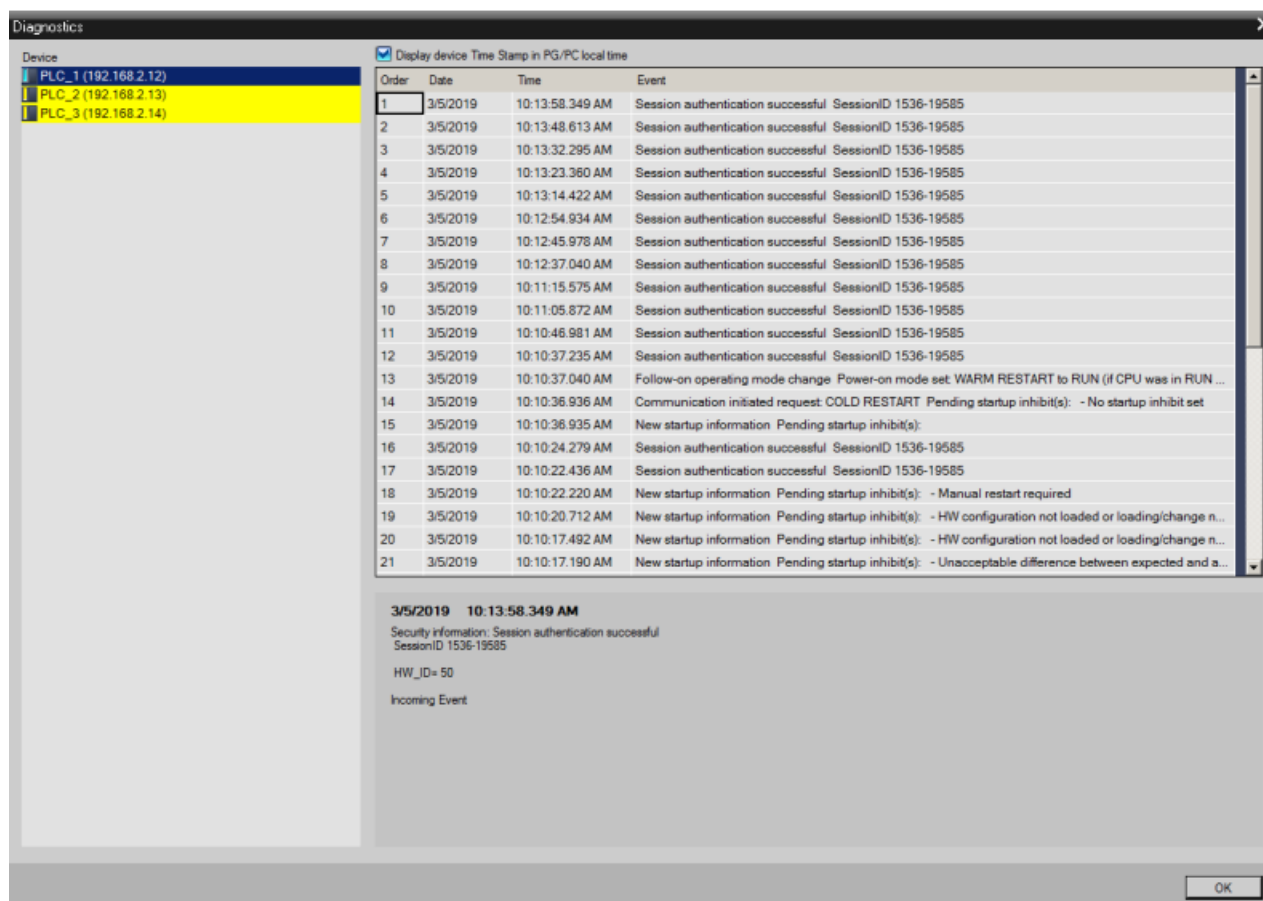 Diagnostics
Device
PLC_1 (192.168.2.12)
PLC_2 (192.168.2.13)
PLC_3 (192.168.2.14)
Display device Time Stamp in PG/PC local time
Order Date Time Event
1 3/5/2019 10:13:58.349 AM Session authentication successful SessionID 1536-19585
2 3/5/2019 10:13:48.613 AM Session authentication successful SessionID 1536-19585
3 3/5/2019 10:13:32.295 AM Session authentication successful SessionID 1536-19585
4 3/5/2019 10:13:23.360 AM Session authentication successful SessionID 1536-19585
5 3/5/2019 10:13:14.422 AM Session authentication successful SessionID 1536-19585
6 3/5/2019 10:12:54.934 AM Session authentication successful SessionID 1536-19585
7 3/5/2019 10:12:45.978 AM Session authentication successful SessionID 1536-19585
8 3/5/2019 10:12:37.040 AM Session authentication successful SessionID 1536-19585
9 3/5/2019 10:11:15.575 AM Session authentication successful SessionID 1536-19585
10 3/5/2019 10:11:05.872 AM Session authentication successful SessionID 1536-19585
11 3/5/2019 10:10:46.981 AM Session authentication successful SessionID 1536-19585
12 3/5/2019 10:10:37.235 AM Session authentication successful SessionID 1536-19585
13 3/5/2019 10:10:37.040 AM Follow-on operating mode change Power-on mode set: WARM RESTART to RUN (if CPU was in RUN ...
14 3/5/2019 10:10:36.936 AM Communication initiated request: COLD RESTART Pending startup inhibit(s): - No startup inhibit set
15 3/5/2019 10:10:36.935 AM New startup information Pending startup inhibit(s):
16 3/5/2019 10:10:24.279 AM Session authentication successful SessionID 1536-19585
17 3/5/2019 10:10:22.436 AM Session authentication successful SessionID 1536-19585
18 3/5/2019 10:10:22.220 AM New startup information Pending startup inhibit(s): - Manual restart required
19 3/5/2019 10:10:20.712 AM New startup information Pending startup inhibit(s): - HW configuration not loaded or loading/change n...
20 3/5/2019 10:10:17.492 AM New startup information Pending startup inhibit(s): - HW configuration not loaded or loading/change n...
21 3/5/2019 10:10:17.190 AM New startup information Pending startup inhibit(s): - Unacceptable difference between expected and a...
3/5/2019 10:13:58.349 AM
Security information: Session authentication successful
SessionID 1536-19585
HW_ID= 50
Incoming Event
OK